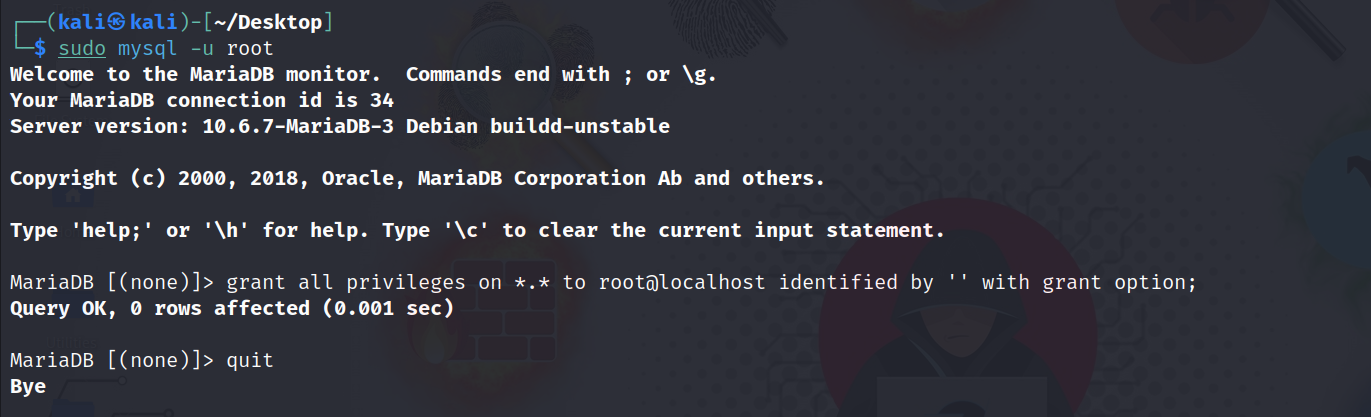 ┌──(kali㉿kali)-[~/Desktop]
└─$ sudo mysql -u root
Welcome to the MariaDB monitor.  Commands end with ; or \g.
Your MariaDB connection id is 34
Server version: 10.6.7-MariaDB-3 Debian buildd-unstable

Copyright (c) 2000, 2018, Oracle, MariaDB Corporation Ab and others.

Type 'help;' or '\h' for help. Type '\c' to clear the current input statement.

MariaDB [(none)]> grant all privileges on *.* to root@localhost identified by '' with grant option;
Query OK, 0 rows affected (0.001 sec)

MariaDB [(none)]> quit
Bye